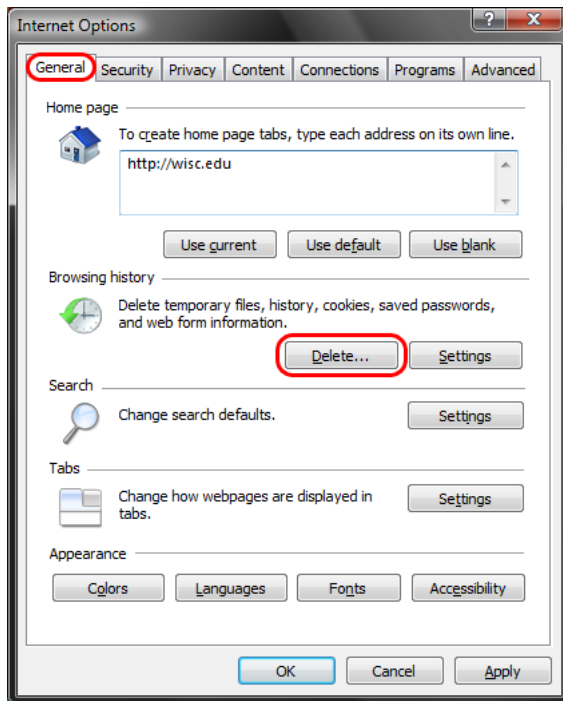 Internet Options
?
X
General Security Privacy Content Connections Programs Advanced
Home page
To create home page tabs, type each address on its own line.
http://wisc.edu
Use current Use default Use blank
Browsing history
Delete temporary files, history, cookies, saved passwords,
and web form information.
Delete... Settings
Search
Change search defaults.
Settings
Tabs
Change how webpages are displayed in
tabs.
Settings
Appearance
Colors Languages Fonts Accessibility
OK Cancel Apply